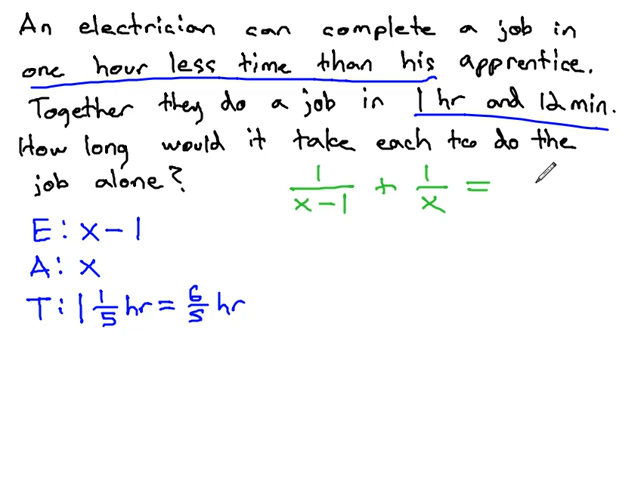 An electrician can complete a job in
one hour less time than his apprentice.
Together they do a job in 1 hr and 12 min.
How long would it take each to do the
job alone?
1/(x-1) + 1/x =
E: x-1
A: x
T: 1 1/5 hr = 6/5 hr